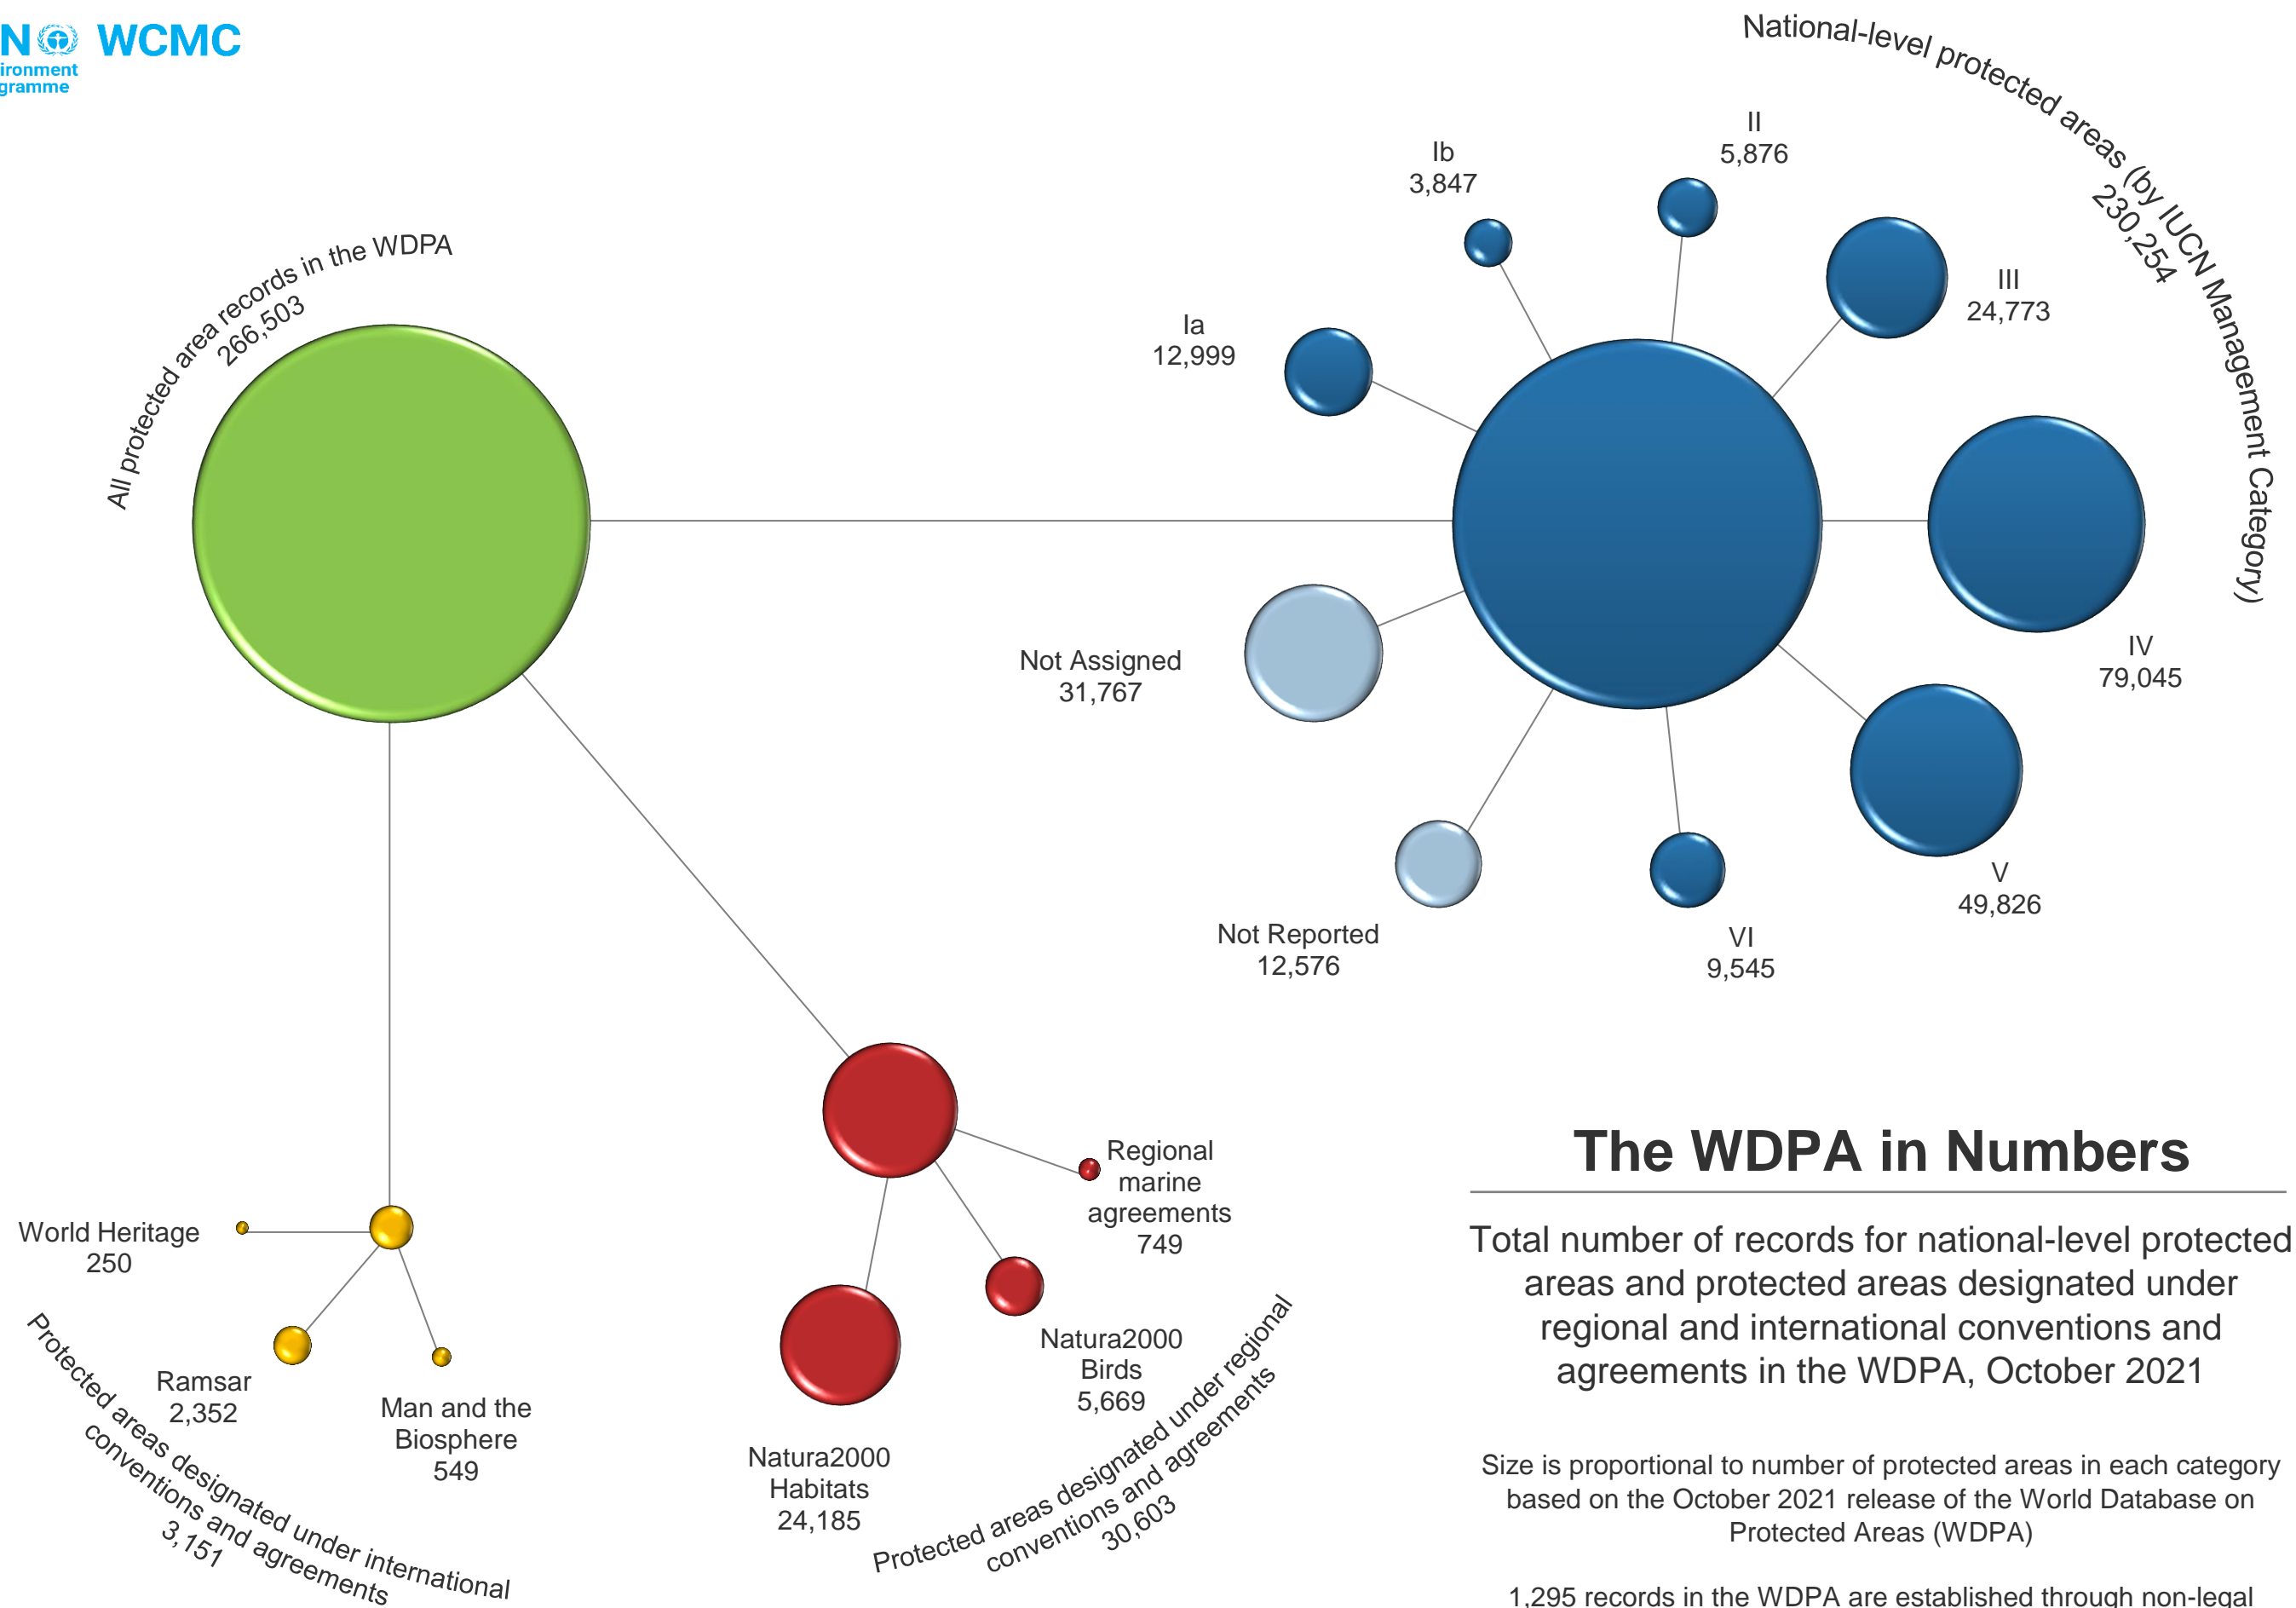 WCMC
All protected area records in the WDPA
266,503
National-level protected areas (by IUCN Management Category)
230,254
Ia
12,999
Ib
3,847
II
5,876
III
24,773
IV
79,045
V
49,826
VI
9,545
Not Reported
12,576
Not Assigned
31,767
World Heritage
250
Ramsar
2,352
Man and the
Biosphere
549
Protected areas designated under international
conventions and agreements
3,151
Regional
marine
agreements
749
Natura2000
Birds
5,669
Natura2000
Habitats
24,185
Protected areas designated under regional
conventions and agreements
30,603
The WDPA in Numbers
Total number of records for national-level protected
areas and protected areas designated under
regional and international conventions and
agreements in the WDPA, October 2021
Size is proportional to number of protected areas in each category
based on the October 2021 release of the World Database on
Protected Areas (WDPA)
1,295 records in the WDPA are established through non-legal